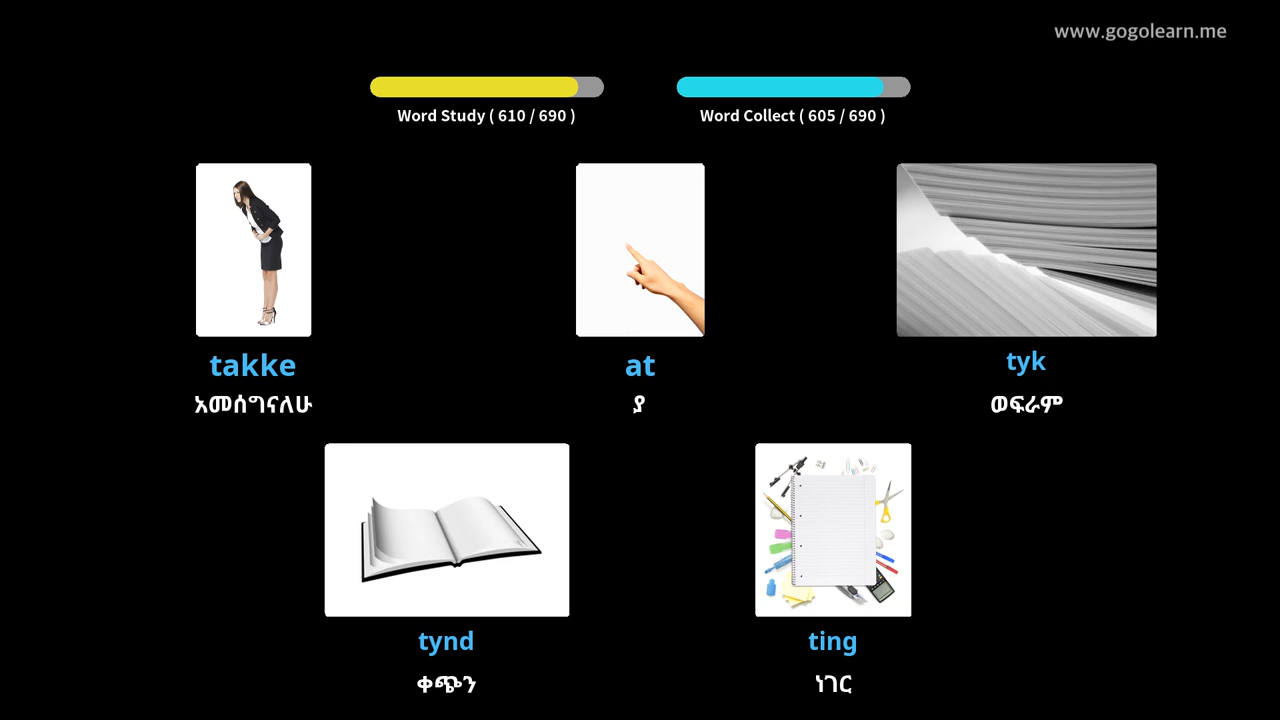 www.gogolearn.me
Word Study ( 610 / 690 )
Word Collect ( 605 / 690 )
takke
at
tyk
አመሰግናለሁ
ያ
ወፍራም
tynd
ting
ቀጭን
ነገር